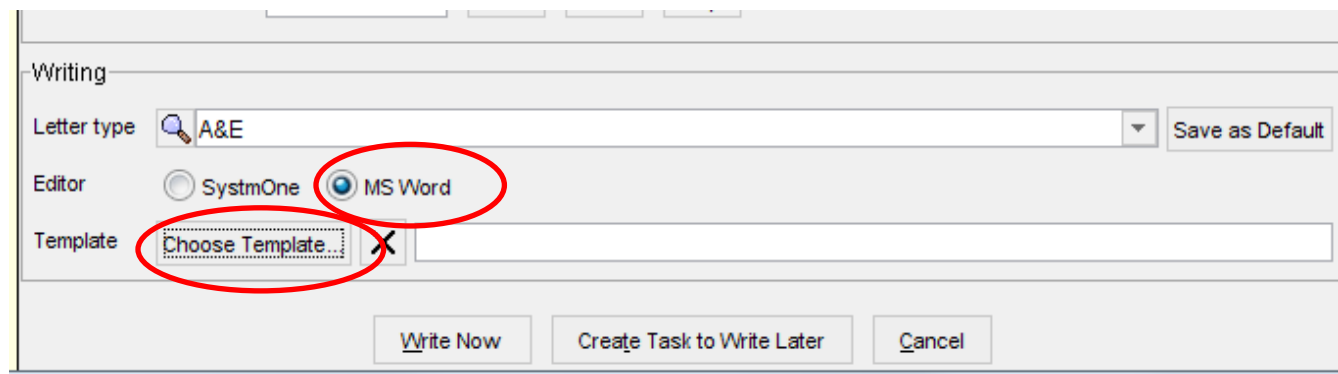 Writing
Letter type A&E Save as Default
Editor SystmOne MS Word
Template Choose Template...
Write Now Create Task to Write Later Cancel